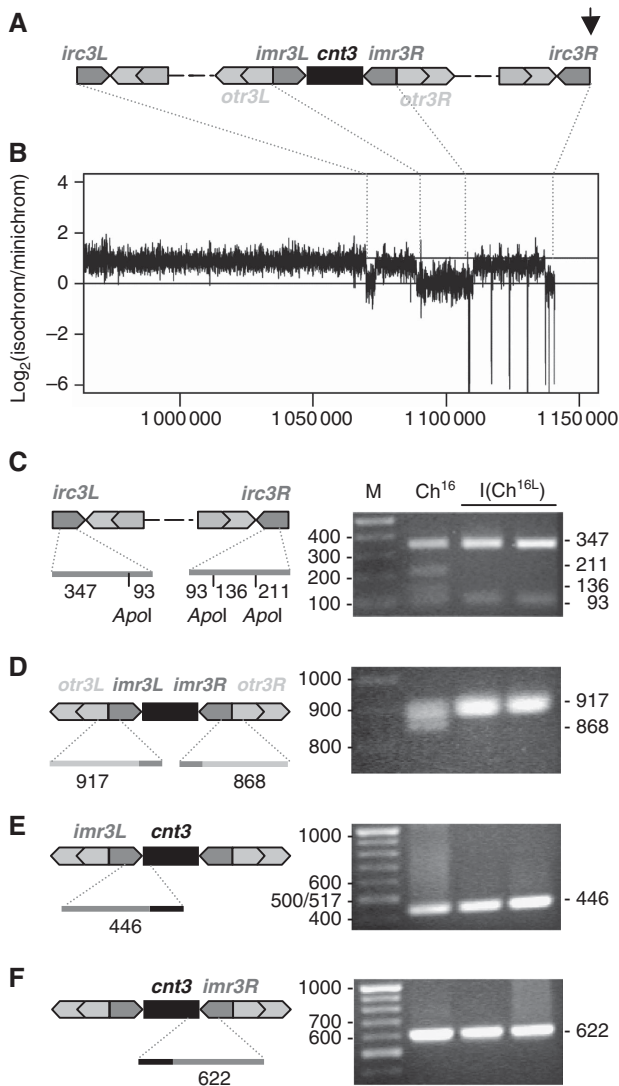 A
irc3L imr3L cnt3 imr3R irc3R
otr3L otr3R
B
Log2(isochrom/minichrom)
4
2
0
−2
−4
−6
1 000 000 1 050 000 1 100 000 1 150 000
C
irc3L irc3R
347 93 93 136 211
ApoI ApoI ApoI
M Ch16 I(Ch16L)
400
300
200
100
347
211
136
93
D
otr3L imr3L imr3R otr3R
917 868
1000
900
800
917
868
E
imr3L cnt3
446
1000
600
500/517
400
446
F
cnt3 imr3R
622
1000
700
600
622